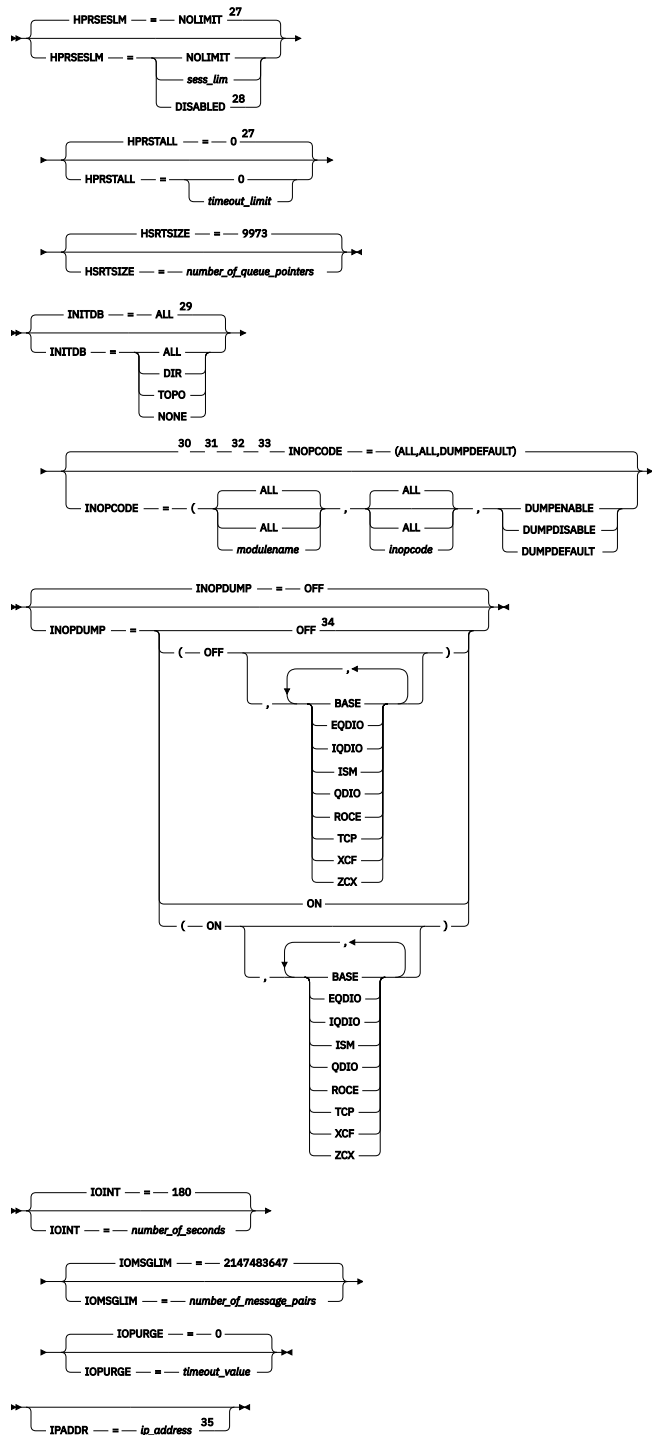 HPRSESLM = NOLIMIT 27
HPRSESLM = NOLIMIT
sess_lim
DISABLED 28
HPRSTALL = 0 27
HPRSTALL = 0
timeout_limit
HSRTSIZE = 9973
HSRTSIZE = number_of_queue_pointers
INITDB = ALL 29
INITDB = ALL
DIR
TOPO
NONE
30 31 32 33 INOPCODE = (ALL,ALL,DUMPDEFAULT)
ALL ALL
INOPCODE = ( ALL , ALL , DUMPENABLE
modulename inopcode DUMPDISABLE
DUMPDEFAULT
INOPDUMP = OFF
INOPDUMP = OFF 34
( OFF )
,
, BASE
EQDIO
IQDIO
ISM
QDIO
ROCE
TCP
XCF
ZCX
ON
( ON )
,
, BASE
EQDIO
IQDIO
ISM
QDIO
ROCE
TCP
XCF
ZCX
IOINT = 180
IOINT = number_of_seconds
IOMSGLIM = 2147483647
IOMSGLIM = number_of_message_pairs
IOPURGE = 0
IOPURGE = timeout_value
IPADDR = ip_address 35